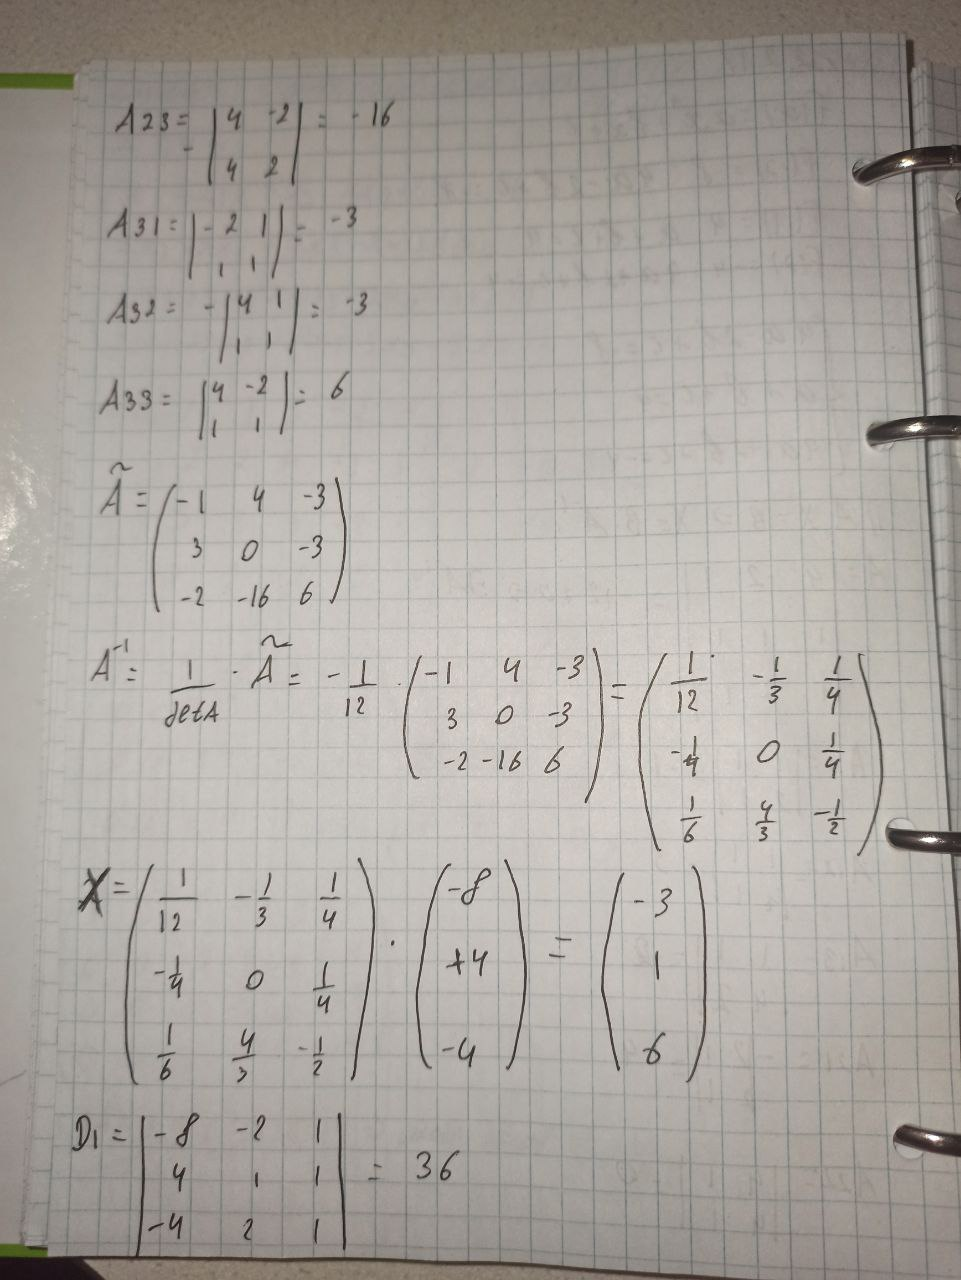 A23 = - | 4 -2 | = -16
| 4 2 |
A31 = | -2 1 | = -3
| 1 1 |
A32 = - | 4 1 | = -3
| 1 1 |
A33 = | 4 -2 | = 6
| 1 1 |
Ã = ( -1 4 -3
3 0 -3
-2 -16 6 )
A⁻¹ = 1/detA · Ã = -1/12 · ( -1 4 -3 ) = ( 1/12 -1/3 1/4 )
( 3 0 -3 ) ( -1/4 0 1/4 )
( -2 -16 6 ) ( 1/6 4/3 -1/2 )
X = ( 1/12 -1/3 1/4 ) · ( -8 ) = ( -3 )
( -1/4 0 1/4 ) ( +4 ) ( 1 )
( 1/6 4/3 -1/2 ) ( -4 ) ( 6 )
D1 = | -8 -2 1 |
| 4 1 1 | = 36
| -4 2 1 |